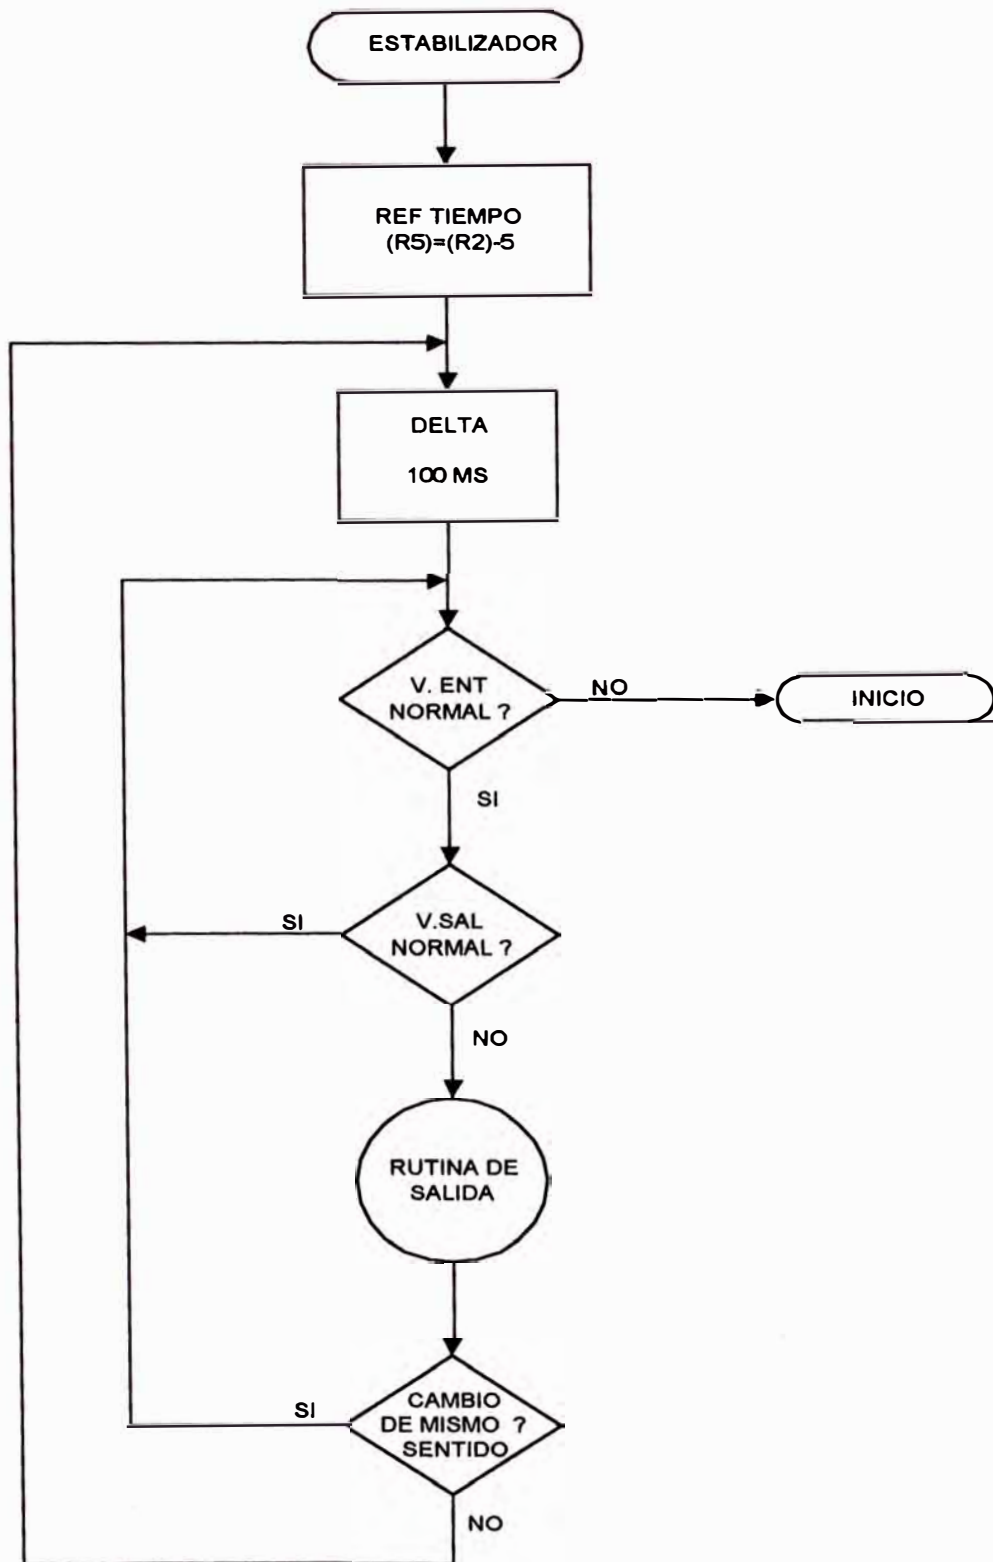 ESTABILIZADOR
REF TIEMPO
(R5)=(R2)-5
DELTA
100 MS
V. ENT
NORMAL ?
NO
INICIO
SI
V.SAL
NORMAL ?
SI
NO
RUTINA DE
SALIDA
CAMBIO
DE MISMO ?
SENTIDO
SI
NO